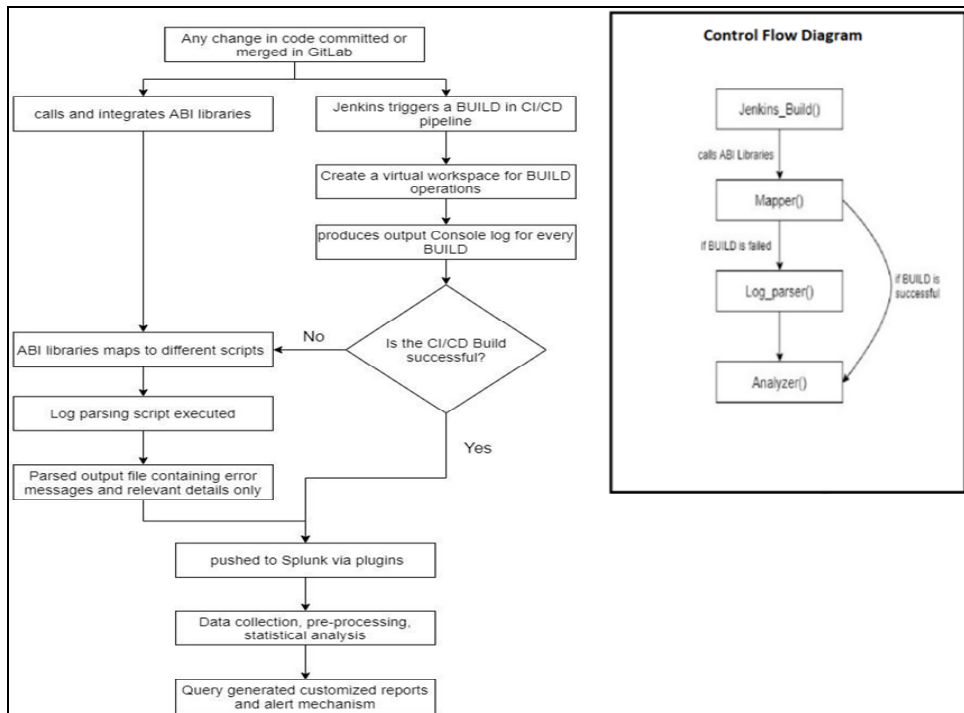 Any change in code committed or
merged in GitLab
calls and integrates ABI libraries
Jenkins triggers a BUILD in CI/CD
pipeline
Create a virtual workspace for BUILD
operations
produces output Console log for every
BUILD
Is the CI/CD Build
successful?
No
Yes
ABI libraries maps to different scripts
Log parsing script executed
Parsed output file containing error
messages and relevant details only
pushed to Splunk via plugins
Data collection, pre-processing,
statistical analysis
Query generated customized reports
and alert mechanism
Control Flow Diagram
Jenkins_Build()
calls ABI Libraries
Mapper()
if BUILD is failed
if BUILD is
successful
Log_parser()
Analyzer()